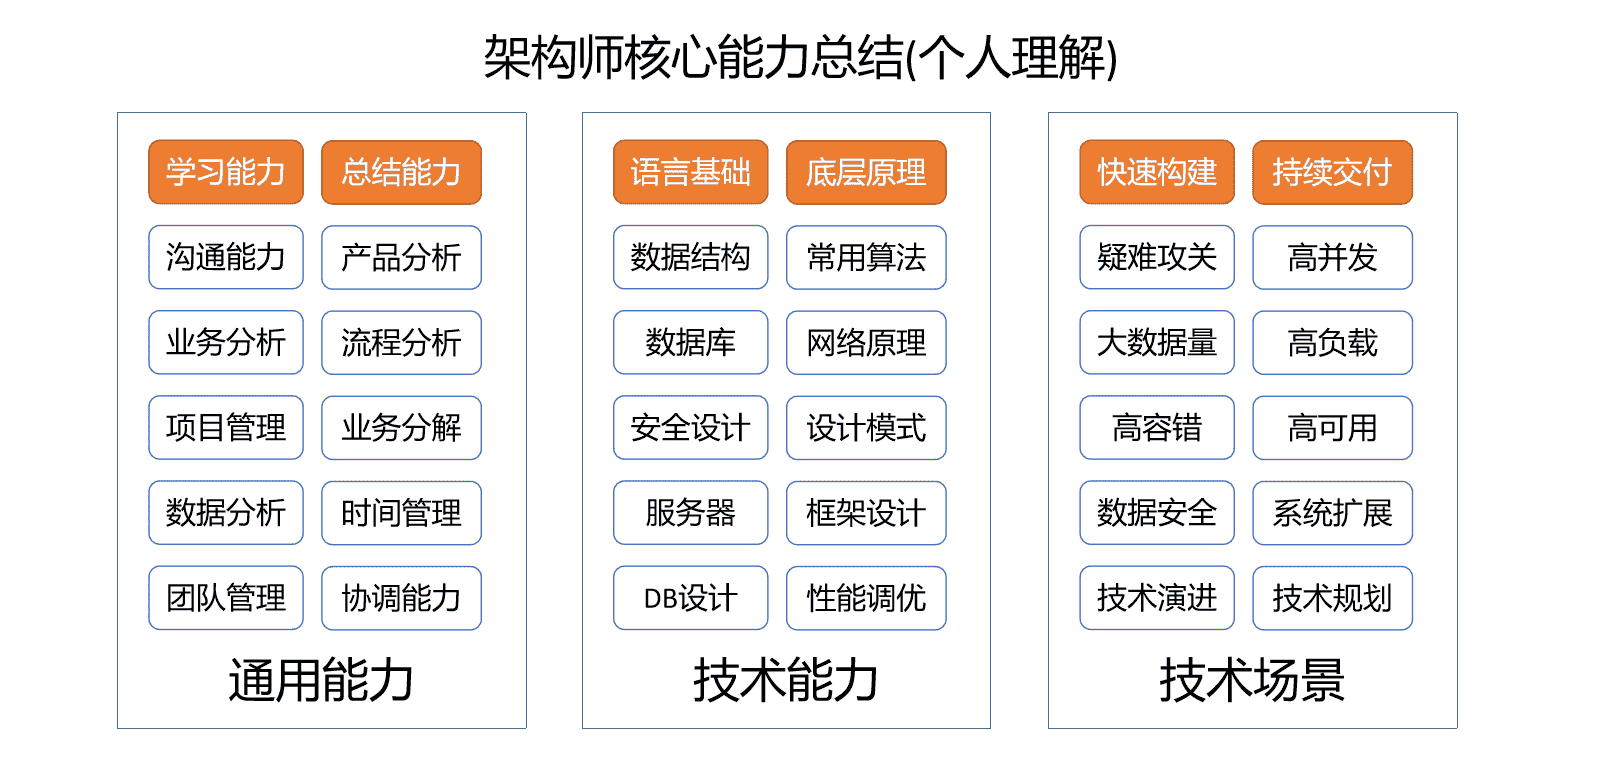 架构师核心能力总结(个人理解)
学习能力 总结能力
沟通能力 产品分析
业务分析 流程分析
项目管理 业务分解
数据分析 时间管理
团队管理 协调能力
通用能力
语言基础 底层原理
数据结构 常用算法
数据库 网络原理
安全设计 设计模式
服务器 框架设计
DB设计 性能调优
技术能力
快速构建 持续交付
疑难攻关 高并发
大数据量 高负载
高容错 高可用
数据安全 系统扩展
技术演进 技术规划
技术场景